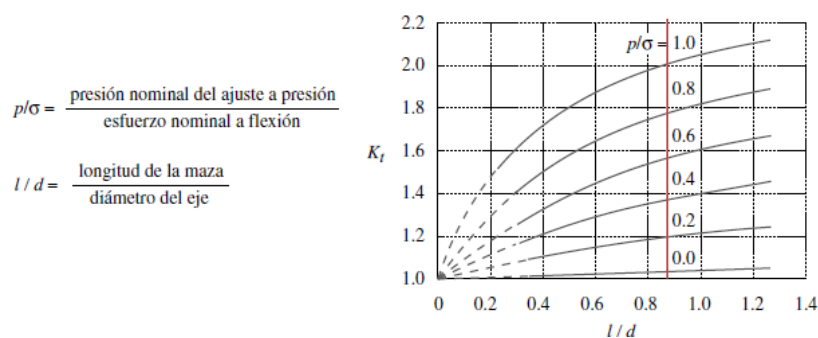 p/σ = presión nominal del ajuste a presión
esfuerzo nominal a flexión
l / d = longitud de la maza
diámetro del eje
2.2
2.0
1.8
1.6
1.4
1.2
1.0
K_t
p/σ = 1.0
0.8
0.6
0.4
0.2
0.0
0 0.2 0.4 0.6 0.8 1.0 1.2 1.4
l / d